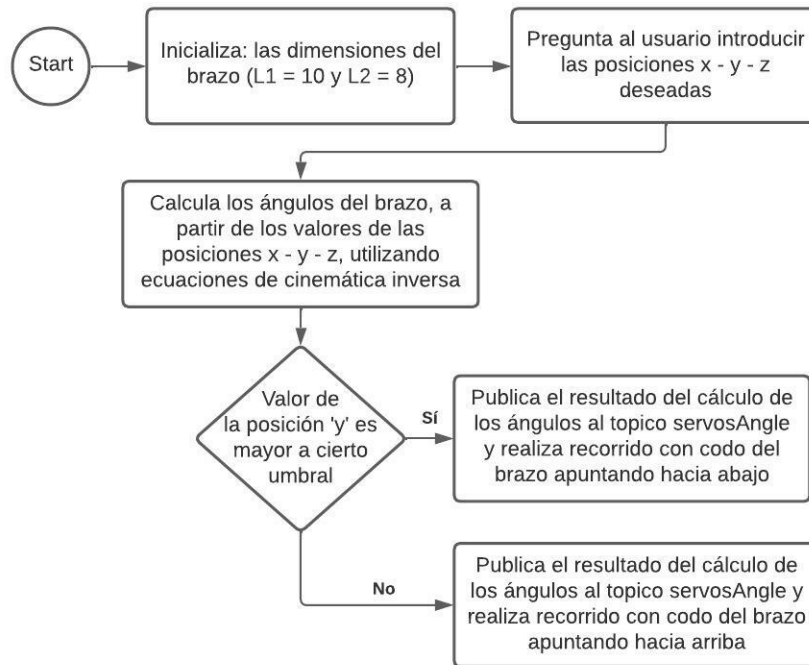 Start
Inicializa: las dimensiones del
brazo (L1 = 10 y L2 = 8)
Pregunta al usuario introducir
las posiciones x - y - z
deseadas
Calcula los ángulos del brazo, a
partir de los valores de las
posiciones x - y - z, utilizando
ecuaciones de cinemática inversa
Valor de
la posición 'y' es
mayor a cierto
umbral
Sí
Publica el resultado del cálculo de
los ángulos al topico servosAngle
y realiza recorrido con codo del
brazo apuntando hacia abajo
No
Publica el resultado del cálculo de
los ángulos al topico servosAngle y
realiza recorrido con codo del brazo
apuntando hacia arriba